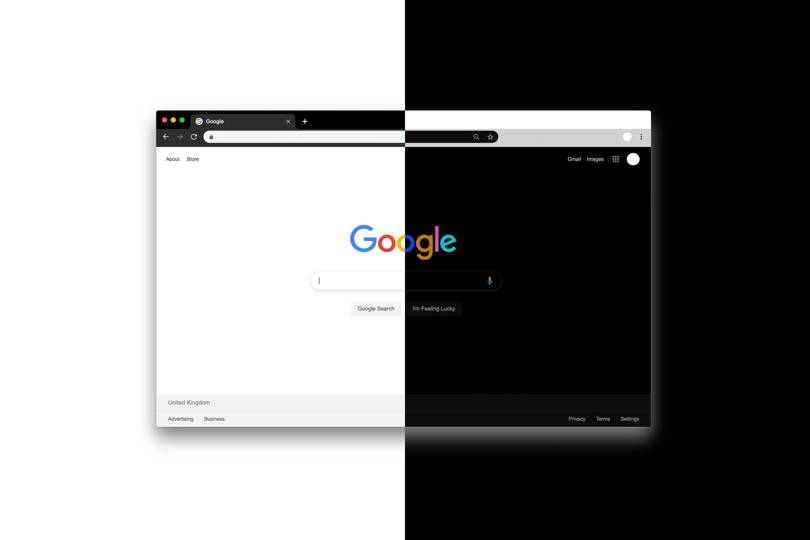 Google
About Store Gmail Images
Google
Google Search I'm Feeling Lucky
United Kingdom
Advertising Business Privacy Terms Settings